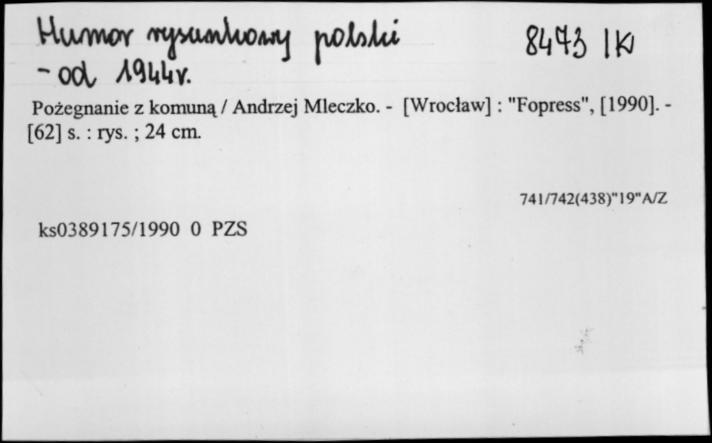 Humor rysunkowy polski 8473 IK
- od 1944r.
Pożegnanie z komuną / Andrzej Mleczko. - [Wrocław] : "Fopress", [1990]. -
[62] s. : rys. ; 24 cm.
741/742(438)"19"A/Z
ks0389175/1990 0 PZS